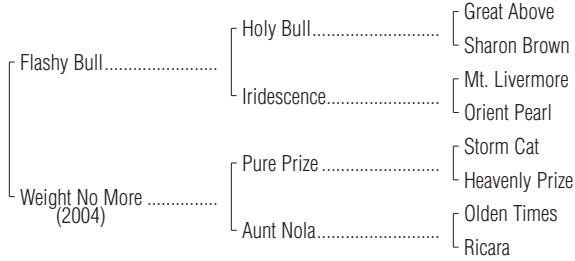 Great Above
Holy Bull
Sharon Brown
Flashy Bull
Mt. Livermore
Iridescence
Orient Pearl
Storm Cat
Pure Prize
Heavenly Prize
Weight No More
(2004)
Olden Times
Aunt Nola
Ricara